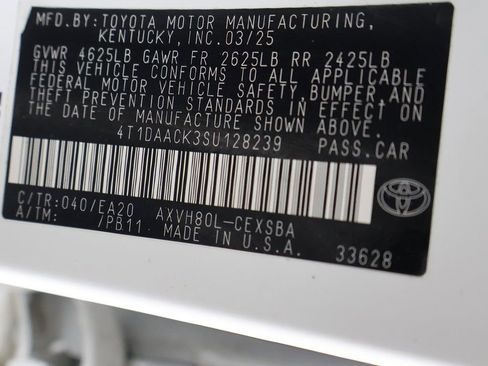 MFD. BY: TOYOTA MOTOR MANUFACTURING,
KENTUCKY, INC. 03/25
GVWR 4625LB GAWR FR 2625LB RR 2425LB
THIS VEHICLE CONFORMS TO ALL APPLICABLE
FEDERAL MOTOR VEHICLE SAFETY, BUMPER, AND
THEFT PREVENTION STANDARDS IN EFFECT ON
THE DATE OF MANUFACTURE SHOWN ABOVE.
4T1DAACK3SU128239 PASS.CAR
C/TR:040/EA20 AXVH80L-CEXSBA
A/TM: /PB11 MADE IN U.S.A.
33628